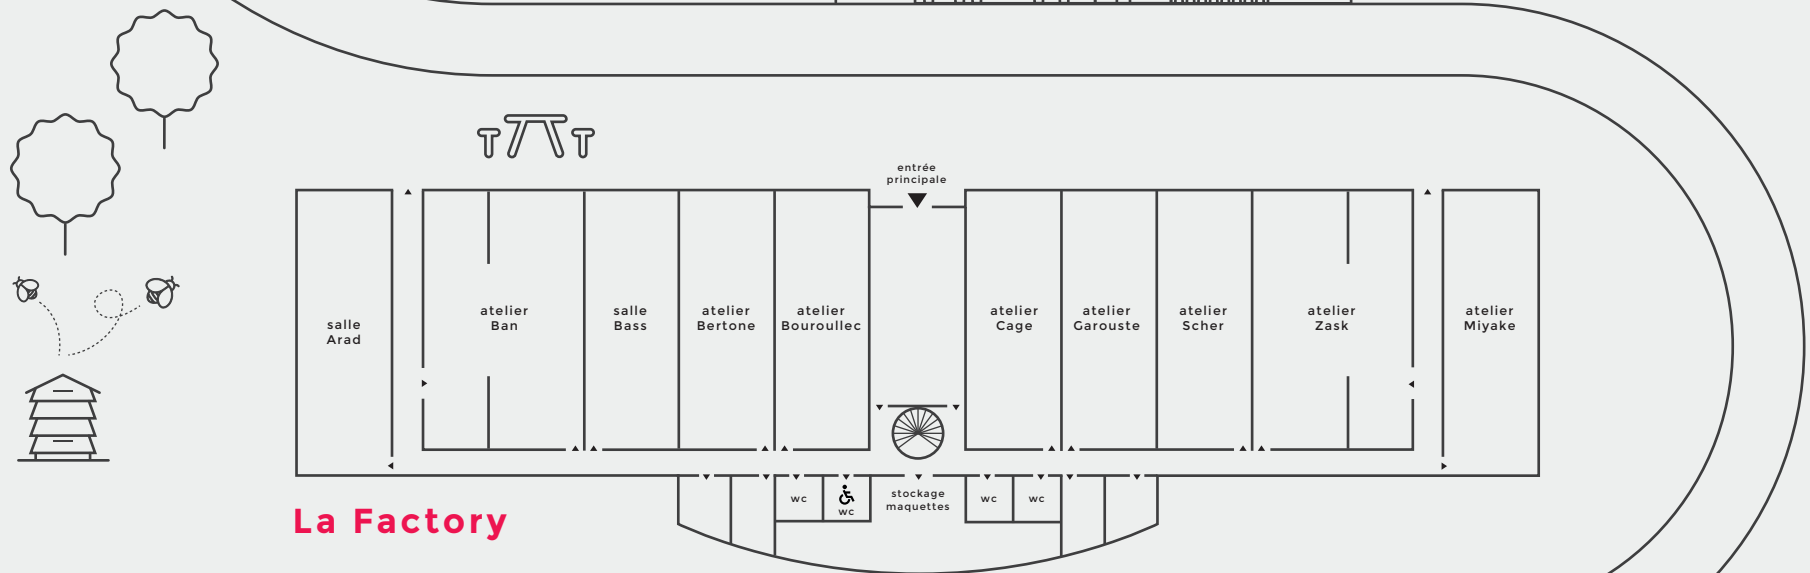 entrée
principale
salle
Arad
atelier
Ban
salle
Bass
atelier
Bertone
atelier
Bouroullec
atelier
Cage
atelier
Garouste
atelier
Scher
atelier
Zask
atelier
Miyake
wc
wc
stockage
maquettes
wc
wc
La Factory